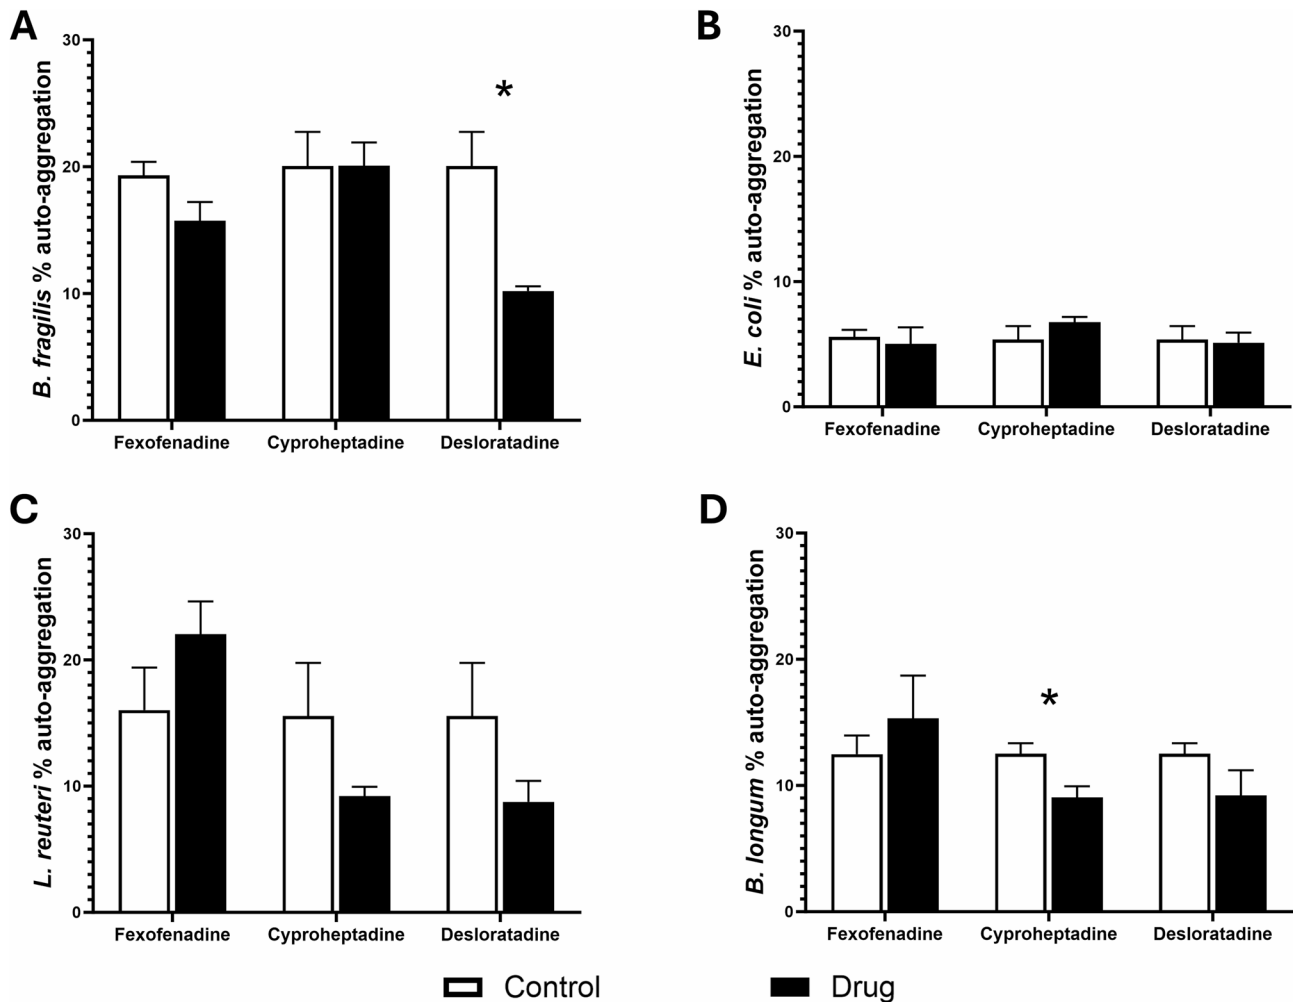 A
B. fragilis % auto-aggregation
30
20
10
0
*
Fexofenadine Cyproheptadine Desloratadine
B
E. coli % auto-aggregation
30
20
10
0
Fexofenadine Cyproheptadine Desloratadine
C
L. reuteri % auto-aggregation
30
20
10
0
Fexofenadine Cyproheptadine Desloratadine
D
B. longum % auto-aggregation
30
20
10
0
*
Fexofenadine Cyproheptadine Desloratadine
Control Drug